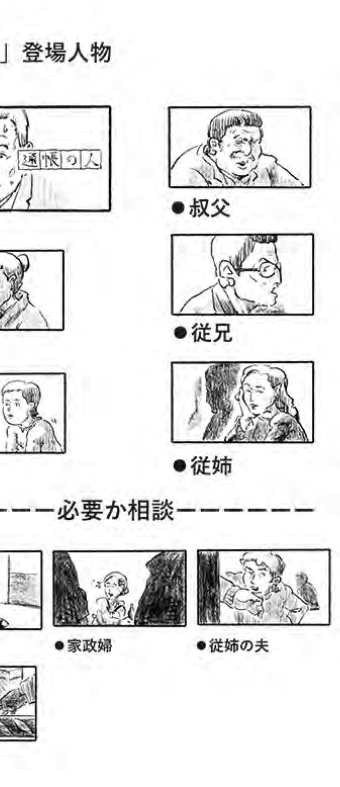 」登場人物
通帳の人
●叔父
●従兄
●従姉
ーーー必要か相談ーーーーーー
●家政婦
●従姉の夫